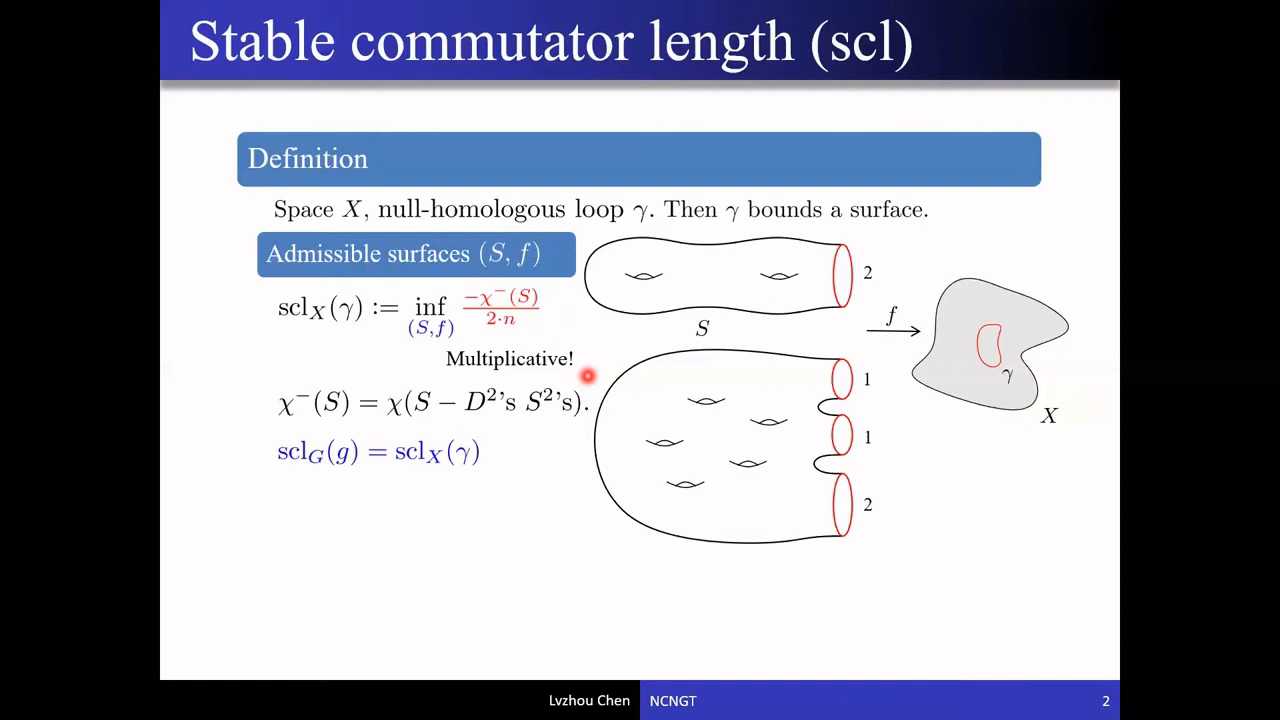 Stable commutator length (scl)
Definition
Space X, null-homologous loop γ. Then γ bounds a surface.
Admissible surfaces (S, f)
scl_X(γ) := inf_{(S,f)} −χ⁻(S) / 2·n
Multiplicative!
χ⁻(S) = χ(S − D²'s S²'s).
scl_G(g) = scl_X(γ)
2
S
1
1
2
f
γ
X
Lvzhou Chen
NCNGT
2